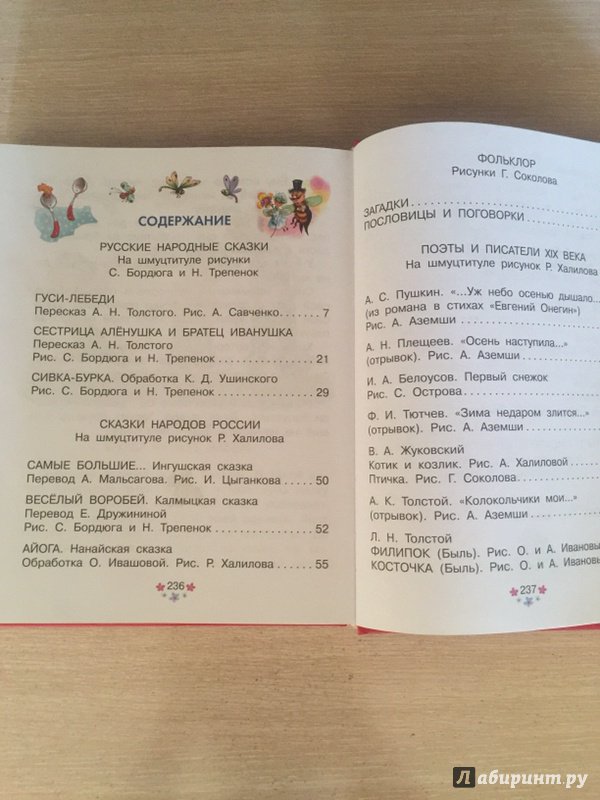 СОДЕРЖАНИЕ
РУССКИЕ НАРОДНЫЕ СКАЗКИ
На шмуцтитуле рисунки
С. Бордюга и Н. Трепенок
ГУСИ-ЛЕБЕДИ
Пересказ А. Н. Толстого. Рис. А. Савченко. . . . . . . . 7
СЕСТРИЦА АЛЁНУШКА И БРАТЕЦ ИВАНУШКА
Пересказ А. Н. Толстого
Рис. С. Бордюга и Н. Трепенок . . . . . . . . . . . . . . 21
СИВКА-БУРКА. Обработка К. Д. Ушинского
Рис. С. Бордюга и Н. Трепенок . . . . . . . . . . . . . . 29
СКАЗКИ НАРОДОВ РОССИИ
На шмуцтитуле рисунок Р. Халилова
САМЫЕ БОЛЬШИЕ... Ингушская сказка
Перевод А. Мальсагова. Рис. И. Цыганкова . . . . . 50
ВЕСЁЛЫЙ ВОРОБЕЙ. Калмыцкая сказка
Перевод Е. Дружининой
Рис. С. Бордюга и Н. Трепенок . . . . . . . . . . . . . . 52
АЙОГА. Нанайская сказка
Обработка О. Ивашовой. Рис. Р. Халилова . . . . . . 55
236
ФОЛЬКЛОР
Рисунки Г. Соколова
ЗАГАДКИ . . . . . . . . . . . . . . . . . .
ПОСЛОВИЦЫ И ПОГОВОРКИ . . . . . .
ПОЭТЫ И ПИСАТЕЛИ XIX ВЕКА
На шмуцтитуле рисунок Р. Халилова
А. С. Пушкин. «...Уж небо осенью дышало...»
(из романа в стихах «Евгений Онегин»)
Рис. А. Аземши . . . . . . . . . . . . . . . . .
А. Н. Плещеев. «Осень наступила...»
(отрывок). Рис. А. Аземши . . . . . . . . .
И. А. Белоусов. Первый снежок
Рис. С. Острова . . . . . . . . . . . . . . . .
Ф. И. Тютчев. «Зима недаром злится...»
(отрывок). Рис. А. Аземши . . . . . . . . .
В. А. Жуковский
Котик и козлик. Рис. А. Халиловой . . . .
Птичка. Рис. Г. Соколова . . . . . . . . . .
А. К. Толстой. «Колокольчики мои...»
(отрывок). Рис. А. Аземши . . . . . . . . .
Л. Н. Толстой
ФИЛИПОК (Быль). Рис. О. и А. Ивановы
КОСТОЧКА (Быль). Рис. О. и А. Ивановы
237
Лабиринт.ру